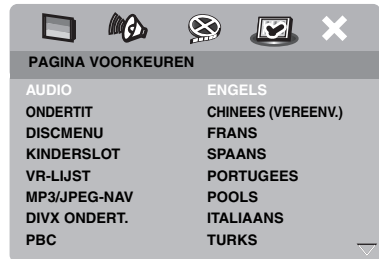 PAGINA VOORKEUREN
AUDIO ENGELS
ONDERTIT CHINEES (VEREENV.)
DISCMENU FRANS
KINDERSLOT SPAANS
VR-LIJST PORTUGEES
MP3/JPEG-NAV POOLS
DIVX ONDERT. ITALIAANS
PBC TURKS